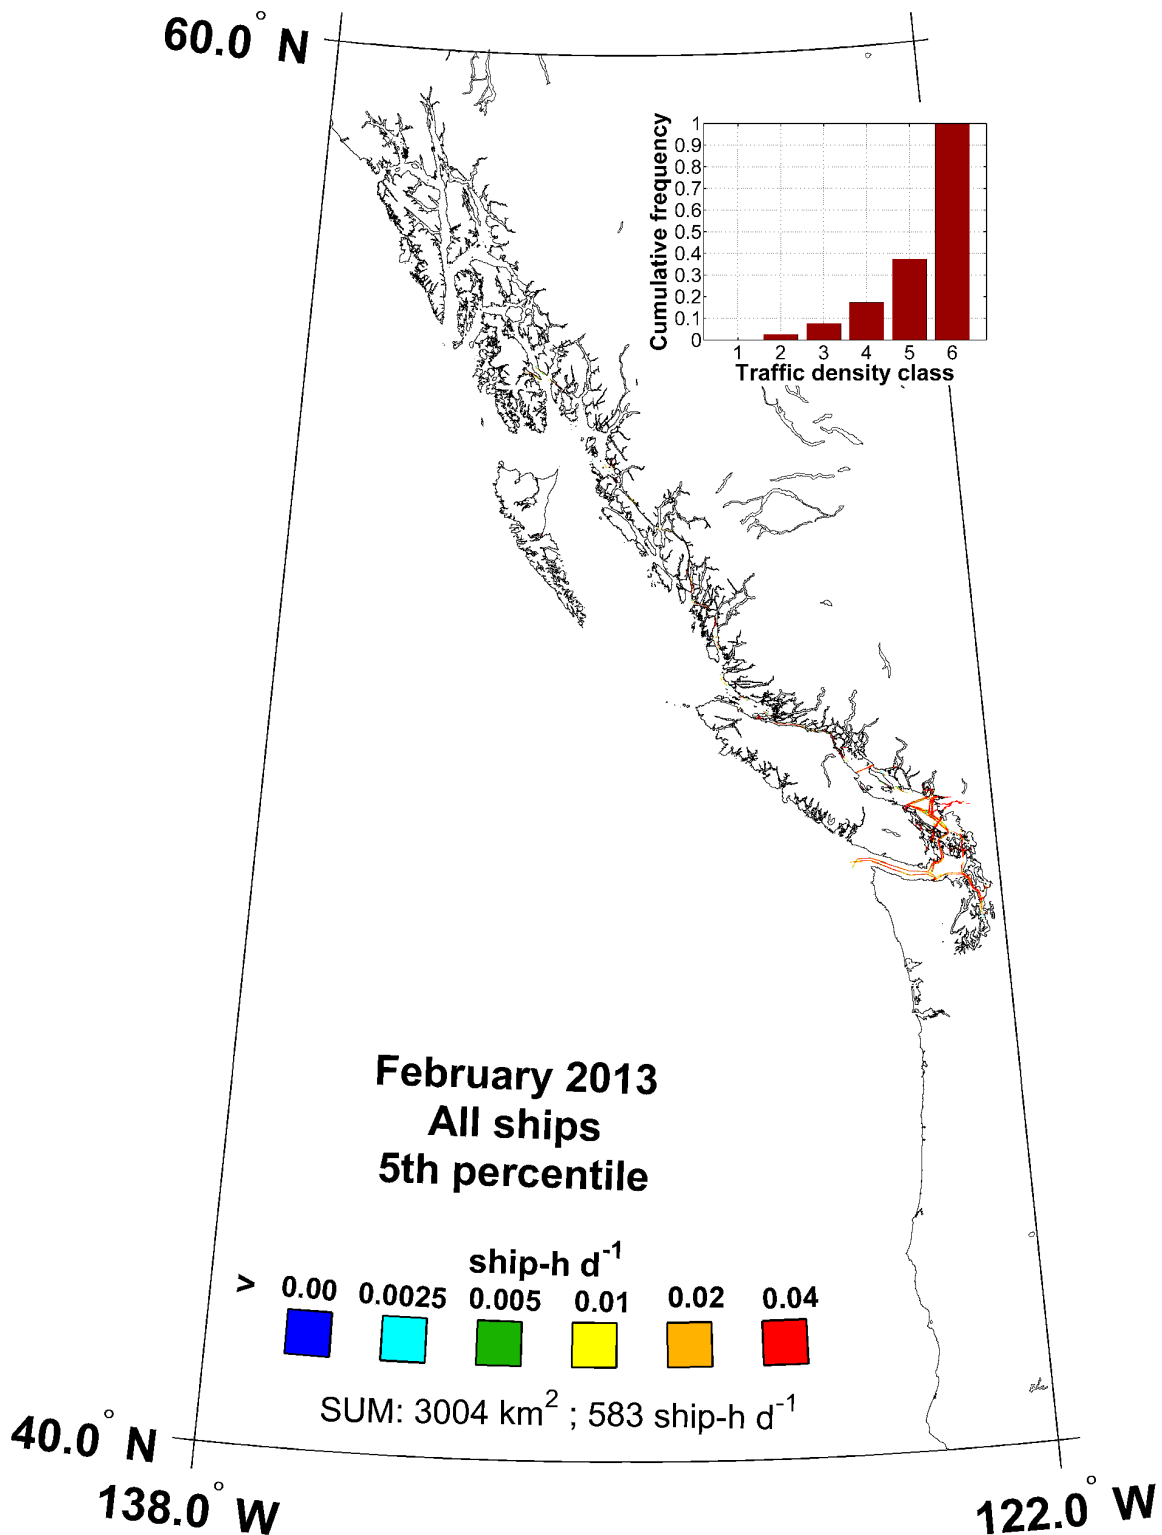 60.0° N
Cumulative frequency
1
0.9
0.8
0.7
0.6
0.5
0.4
0.3
0.2
0.1
0
1 2 3 4 5 6
Traffic density class
February 2013
All ships
5th percentile
ship-h d⁻¹
> 0.00 0.0025 0.005 0.01 0.02 0.04
SUM: 3004 km² ; 583 ship-h d⁻¹
40.0° N
138.0° W
122.0° W